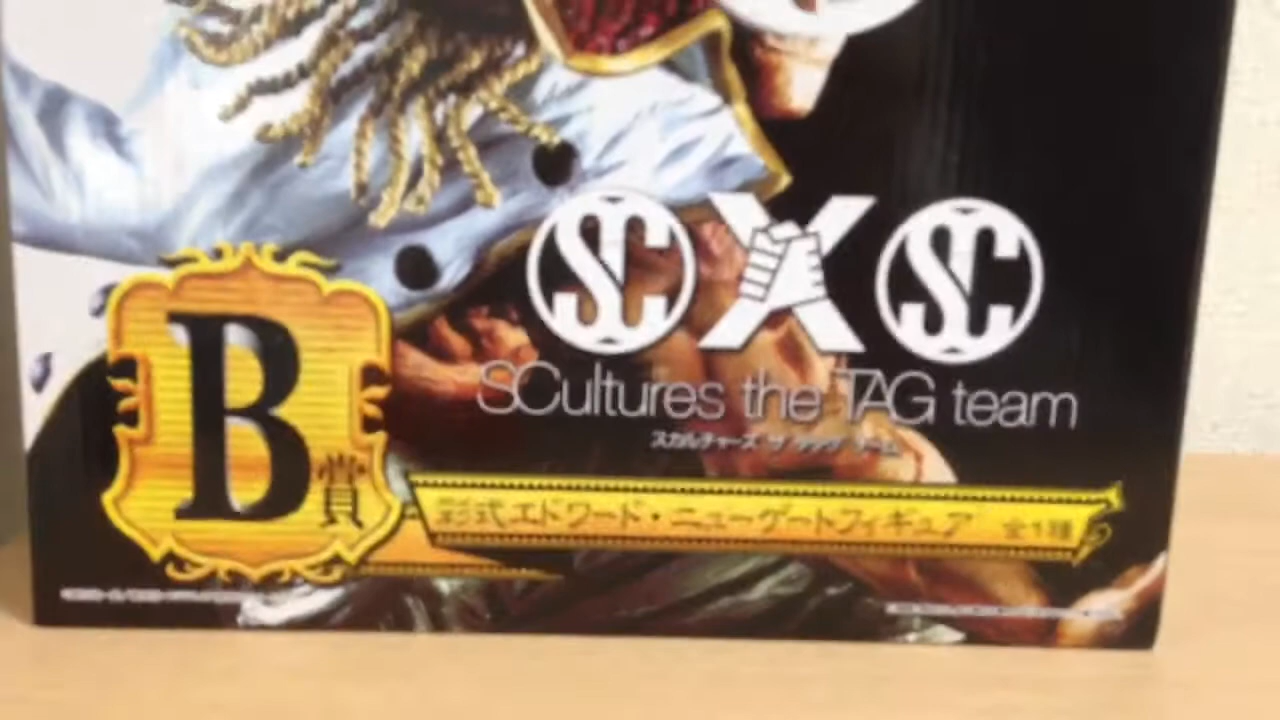 SC X SC
SCultures the TAG team
スカルチャーズ ザ タッグ チーム
B賞
彩式エドワード・ニューゲートフィギュア 全1種